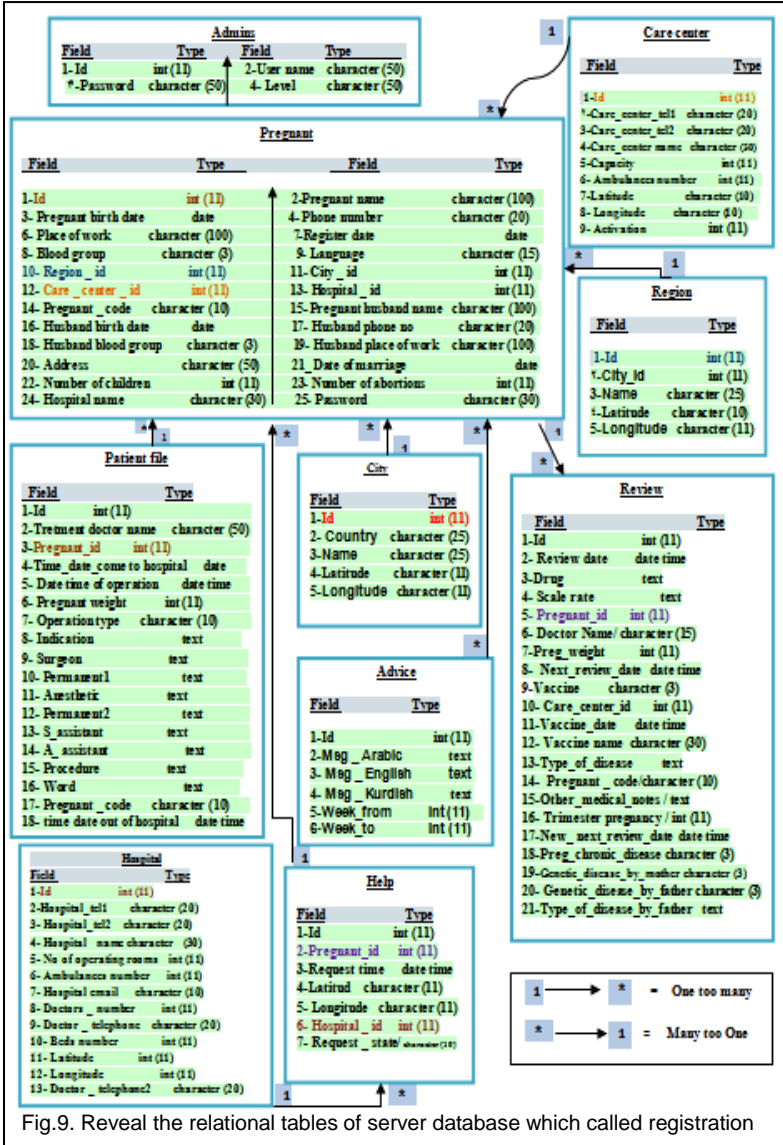 Admins
Field Type Field Type
1- Id int (11) 2-User name character (50)
٣-Password character (50) 4- Level character (50)
1
Care center
Field Type
1-Id int (11)
٢-Care_center_tel1 character (20)
3-Care_center_tel2 character (20)
4-Care_center name character (50)
5-Capacity int (11)
6- Ambulances number int (11)
7-Latitude character (10)
8- Longitude character (10)
9- Activation int (11)
*
Pregnant
Field Type Field Type
1-Id int (11) 2-Pregnant name character (100)
3- Pregnant birth date date 4- Phone number character (20)
6- Place of work character (100) 7-Register date date
8- Blood group character (3) 9- Language character (15)
10- Region _ id int (11) 11- City _ id int (11)
12- Care _ center _ id int (11) 13- Hospital _ id int (11)
14- Pregnant _code character (10) 15- Pregnant husband name character (100)
16- Husband birth date date 17- Husband phone no character (20)
18- Husband blood group character (3) 19- Husband place of work character (100)
20- Address character (50) 21_ Date of marriage date
22- Number of children int (11) 23- Number of abortions int (11)
24- Hospital name character (30) 25- Password character (30)
* 1
Region
Field Type
1-Id int (11)
٢-City_id int (11)
3-Name character (25)
٤-Latitude character (10)
5-Longitude character (11)
* 1
Patient file
Field Type
1-Id int (11)
2-Tretment doctor name character (50)
3-Pregnant_id int (11)
4-Time_date_come to hospital date
5- Date time of operation date time
6- Pregnant weight int (11)
7- Operation type character (10)
8- Indication text
9- Surgeon text
10- Permanent1 text
11- Anesthetic text
12- Permanent2 text
13- S_assistant text
14- A_ assistant text
15- Procedure text
16- Word text
17- Pregnant _ code character (10)
18- time date out of hospital date time
*
* 1
City
Field Type
1-Id int (11)
2- Country character (25)
3-Name character (25)
4-Latitude character (11)
5-Longitude character (11)
*
1
*
Review
Field Type
1-Id int (11)
2- Review date date time
3-Drug text
4- Scale rate text
5- Pregnant_id int (11)
6- Doctor Name/ character (15)
7-Preg_weight int (11)
8- Next_review_date date time
9-Vaccine character (3)
10- Care_center_id int (11)
11-Vaccine_date date time
12- Vaccine name character (30)
13-Type_of_disease text
14- Pregnant _ code/character (10)
15-Other_medical_notes / text
16- Trimester pregnancy / int (11)
17-New_ next_review_date date time
18-Preg_chronic_disease character (3)
19-Genetic_disease_by_mother character (3)
20- Genetic_disease_by_father character (3)
21-Type_of_disease_by_father text
*
Advice
Field Type
1-Id int (11)
2-Msg _ Arabic text
3- Msg _ English text
4- Msg _ Kurdish text
5-Week_from Int (11)
6-Week_to Int (11)
Hospital
Field Type
1-Id int (11)
2-Hospital_tel1 character (20)
3- Hospital_tel2 character (20)
4- Hospital _ name character (30)
5- No of operating rooms int (11)
6- Ambulances number int (11)
7- Hospital email character (10)
8- Doctors _ number int (11)
9- Doctor _ telephone character (20)
10- Beds number int (11)
11- Latitude int (11)
12- Longitude int (11)
13- Doctor _ telephone2 character (20)
1
Help
Field Type
1-Id int (11)
2-Pregnant_id int (11)
3-Request time date time
4-Latitud character (11)
5- Longitude character (11)
6- Hospital_id int (11)
7- Request _ state/ character (10)
1 *
1 * = One too many
* 1 = Many too One
Fig.9. Reveal the relational tables of server database which called registration